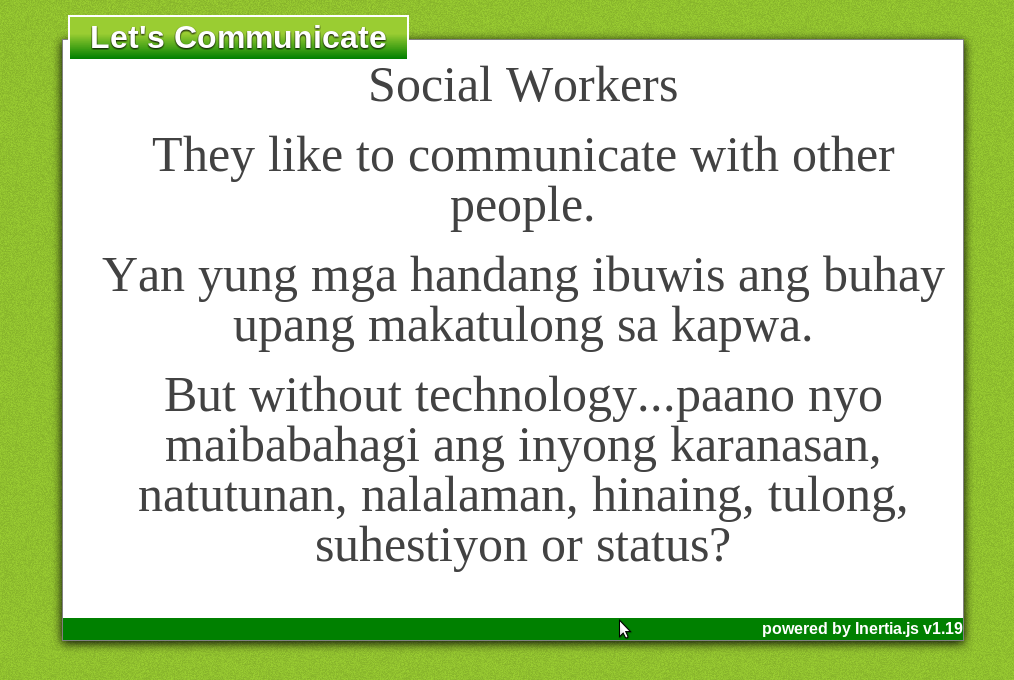 Let's Communicate
Social Workers
They like to communicate with other
people.
Yan yung mga handang ibuwis ang buhay
upang makatulong sa kapwa.
But without technology...paano nyo
maibabahagi ang inyong karanasan,
natutunan, nalalaman, hinaing, tulong,
suhestiyon or status?
powered by Inertia.js v1.19